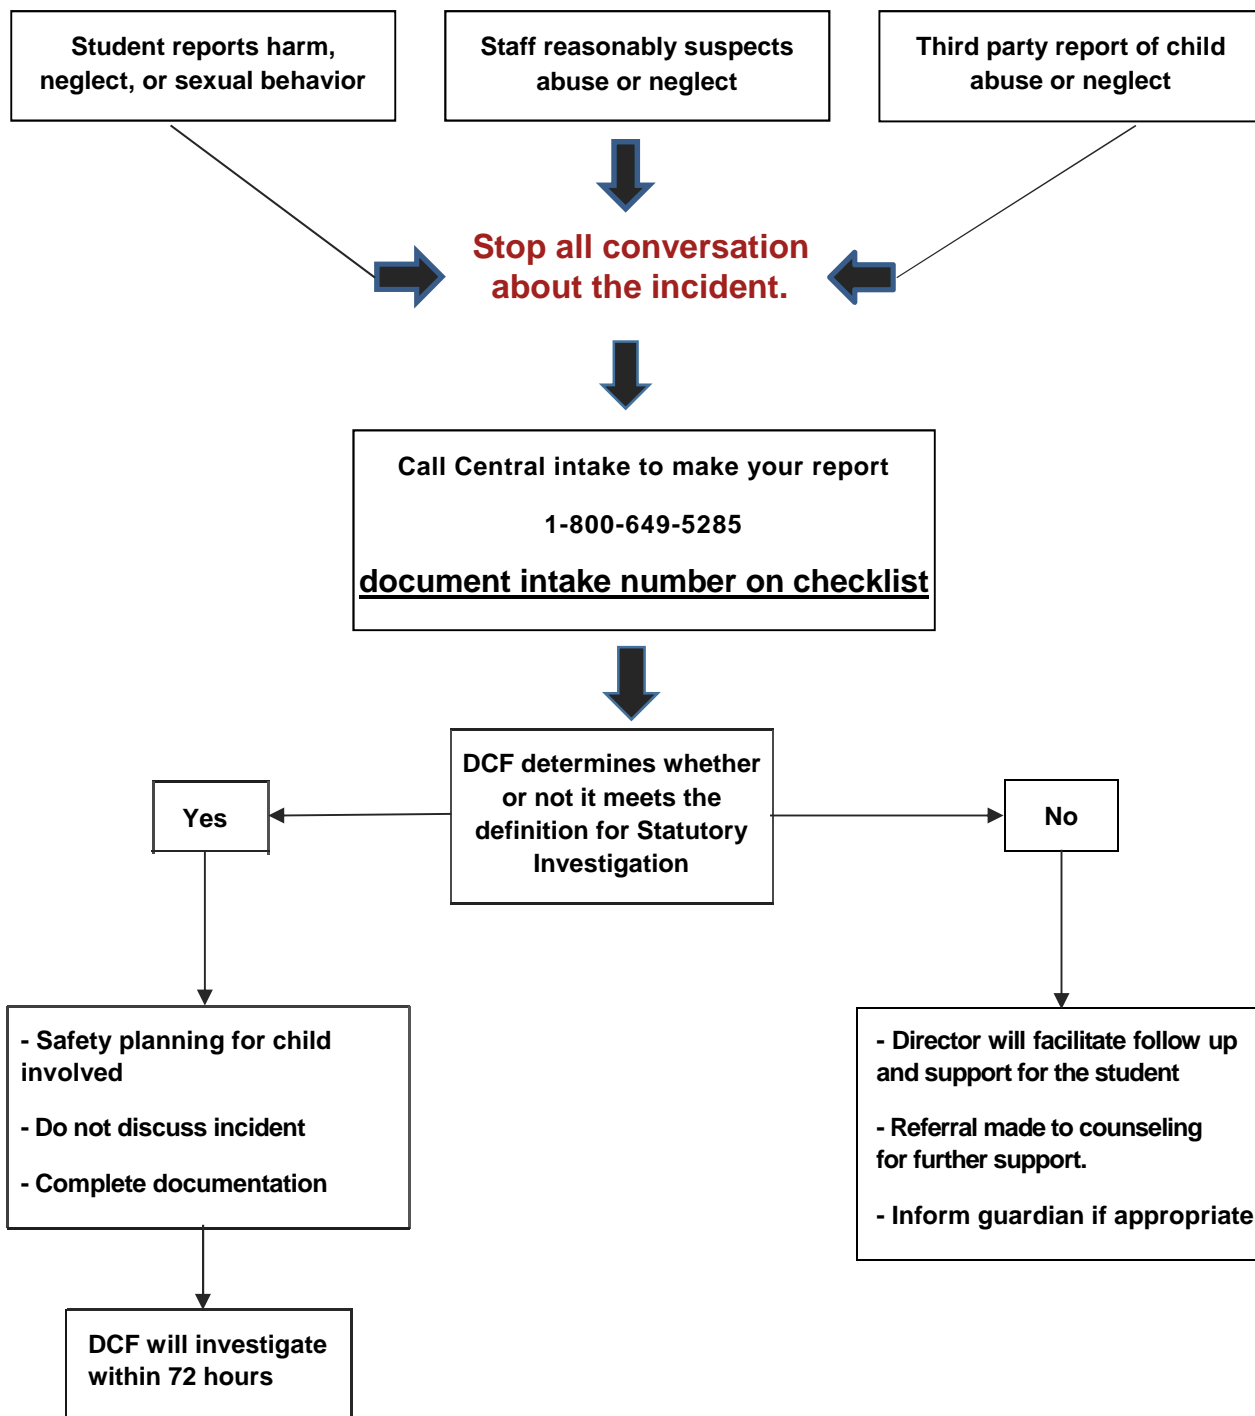 Student reports harm,
neglect, or sexual behavior
Staff reasonably suspects
abuse or neglect
Third party report of child
abuse or neglect
Stop all conversation
about the incident.
Call Central intake to make your report
1-800-649-5285
document intake number on checklist
DCF determines whether
or not it meets the
definition for Statutory
Investigation
Yes
No
- Safety planning for child
involved
- Do not discuss incident
- Complete documentation
- Director will facilitate follow up
and support for the student
- Referral made to counseling
for further support.
- Inform guardian if appropriate
DCF will investigate
within 72 hours